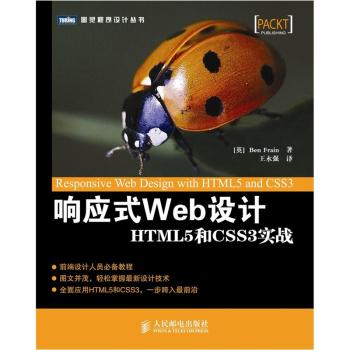 TURING 图灵程序设计丛书
PACKT
PUBLISHING
[英] Ben Frain 著
王永强 译
Responsive Web Design with HTML5 and CSS3
响应式Web设计
HTML5和CSS3实战
前端设计人员必备教程
图文并茂，轻松掌握最新设计技术
全面应用HTML5和CSS3，一步跨入最前沿
人民邮电出版社
POSTS & TELECOM PRESS